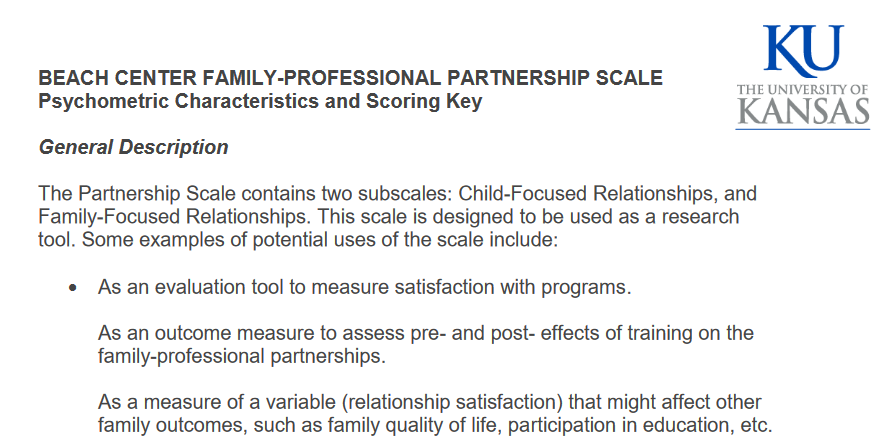 KU
THE UNIVERSITY OF
KANSAS
BEACH CENTER FAMILY-PROFESSIONAL PARTNERSHIP SCALE
Psychometric Characteristics and Scoring Key
General Description
The Partnership Scale contains two subscales: Child-Focused Relationships, and
Family-Focused Relationships. This scale is designed to be used as a research
tool. Some examples of potential uses of the scale include:
• As an evaluation tool to measure satisfaction with programs.
As an outcome measure to assess pre- and post- effects of training on the
family-professional partnerships.
As a measure of a variable (relationship satisfaction) that might affect other
family outcomes, such as family quality of life, participation in education, etc.